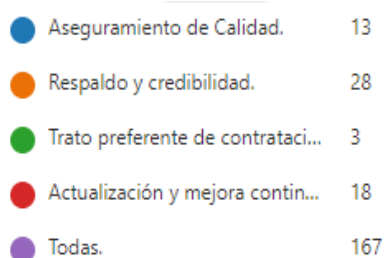 Aseguramiento de Calidad. 13
Respaldo y credibilidad. 28
Trato preferente de contrataci... 3
Actualización y mejora contin... 18
Todas. 167